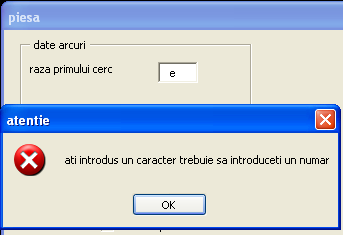 piesa
date arcuri
raza primului cerc
e
atentie
ati introdus un caracter trebuie sa introduceti un numar
OK